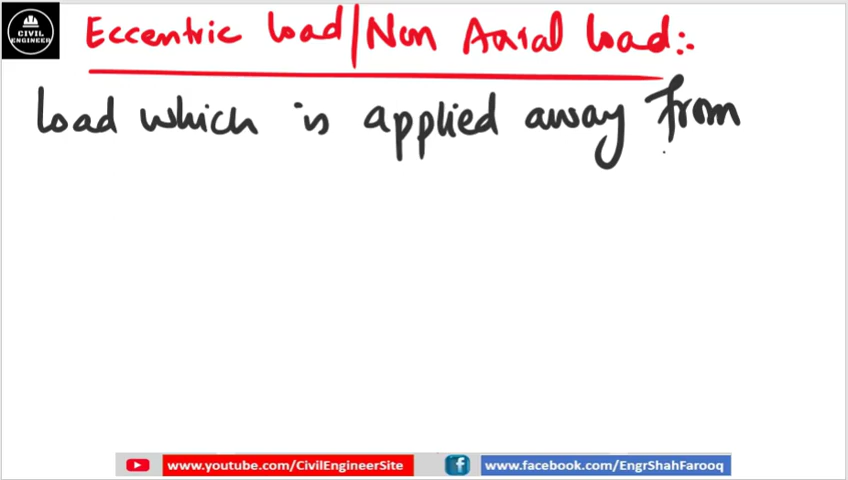 CIVIL
ENGINEER
Eccentric Load/Non Axial Load:-
Load which is applied away from
www.youtube.com/CivilEngineerSite
www.facebook.com/EngrShahFarooq